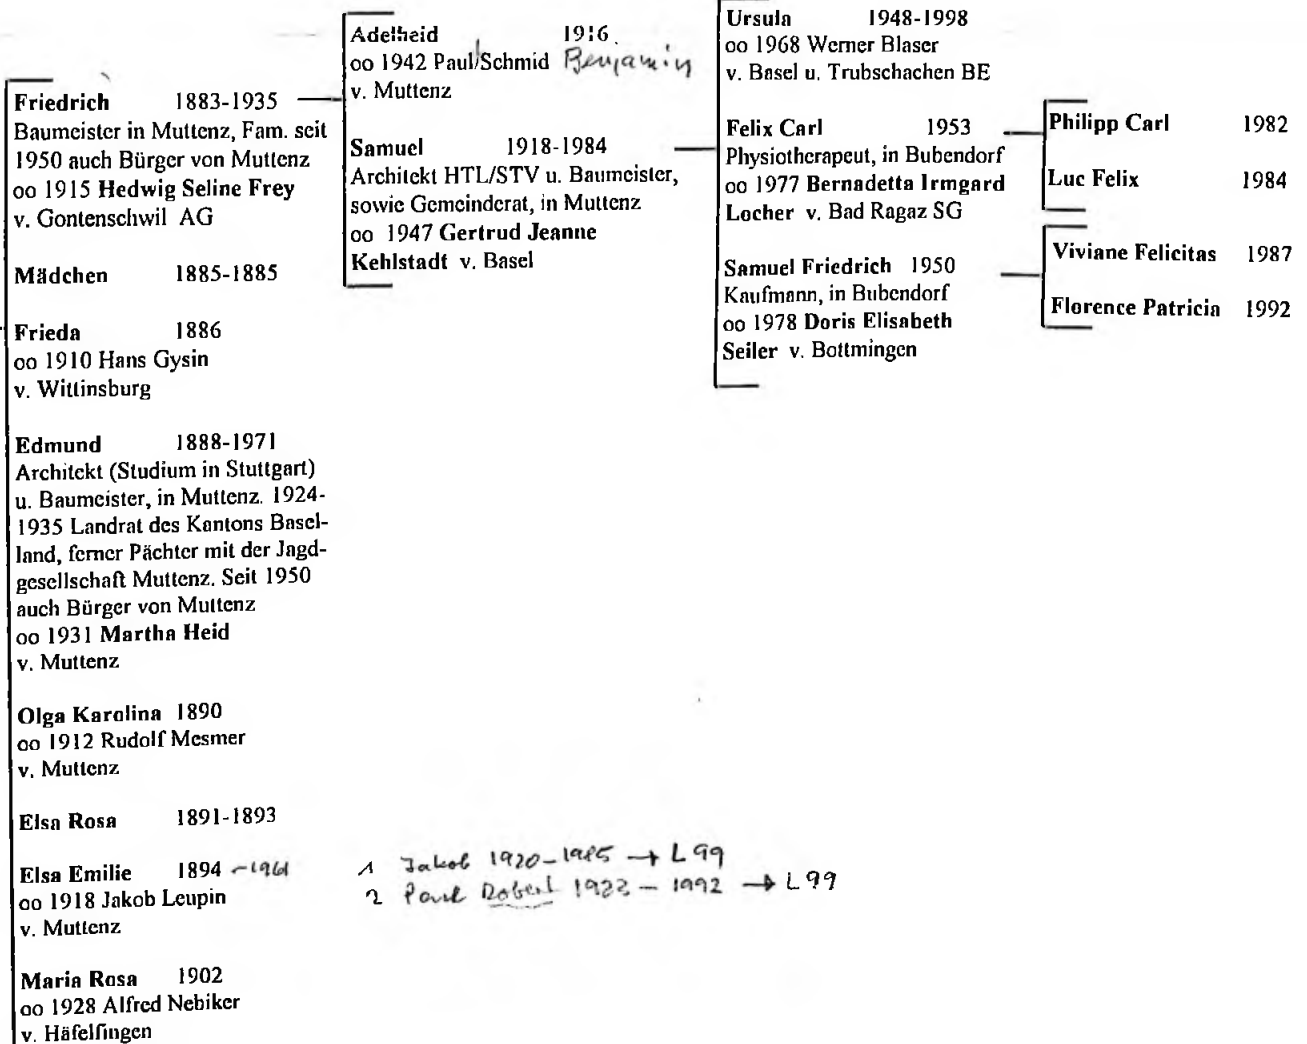 Friedrich 1883-1935
Baumeister in Muttenz, Fam. seit
1950 auch Bürger von Muttenz
oo 1915 Hedwig Seline Frey
v. Gontenschwil AG
Mädchen 1885-1885
Frieda 1886
oo 1910 Hans Gysin
v. Wittinsburg
Edmund 1888-1971
Architekt (Studium in Stuttgart)
u. Baumeister, in Muttenz. 1924-
1935 Landrat des Kantons Basel-
land, ferner Pächter mit der Jagd-
gesellschaft Muttenz. Seit 1950
auch Bürger von Muttenz
oo 1931 Martha Heid
v. Muttenz
Olga Karolina 1890
oo 1912 Rudolf Mesmer
v. Muttenz
Elsa Rosa 1891-1893
Elsa Emilie 1894 -1961
oo 1918 Jakob Leupin
v. Muttenz
1 Jakob 1920-1985 → L99
2 Paul Robert 1922 - 1992 → L99
Maria Rosa 1902
oo 1928 Alfred Nebiker
v. Häfelfingen
Adelheid 1916
oo 1942 Paul/Schmid Benjamin
v. Muttenz
Samuel 1918-1984
Architekt HTL/STV u. Baumeister,
sowie Gemeinderat, in Muttenz
oo 1947 Gertrud Jeanne
Kehlstadt v. Basel
Ursula 1948-1998
oo 1968 Werner Blaser
v. Basel u. Trubschachen BE
Felix Carl 1953
Physiotherapeut, in Bubendorf
oo 1977 Bernadetta Irmgard
Locher v. Bad Ragaz SG
Samuel Friedrich 1950
Kaufmann, in Bubendorf
oo 1978 Doris Elisabeth
Seiler v. Bottmingen
Philipp Carl 1982
Luc Felix 1984
Viviane Felicitas 1987
Florence Patricia 1992